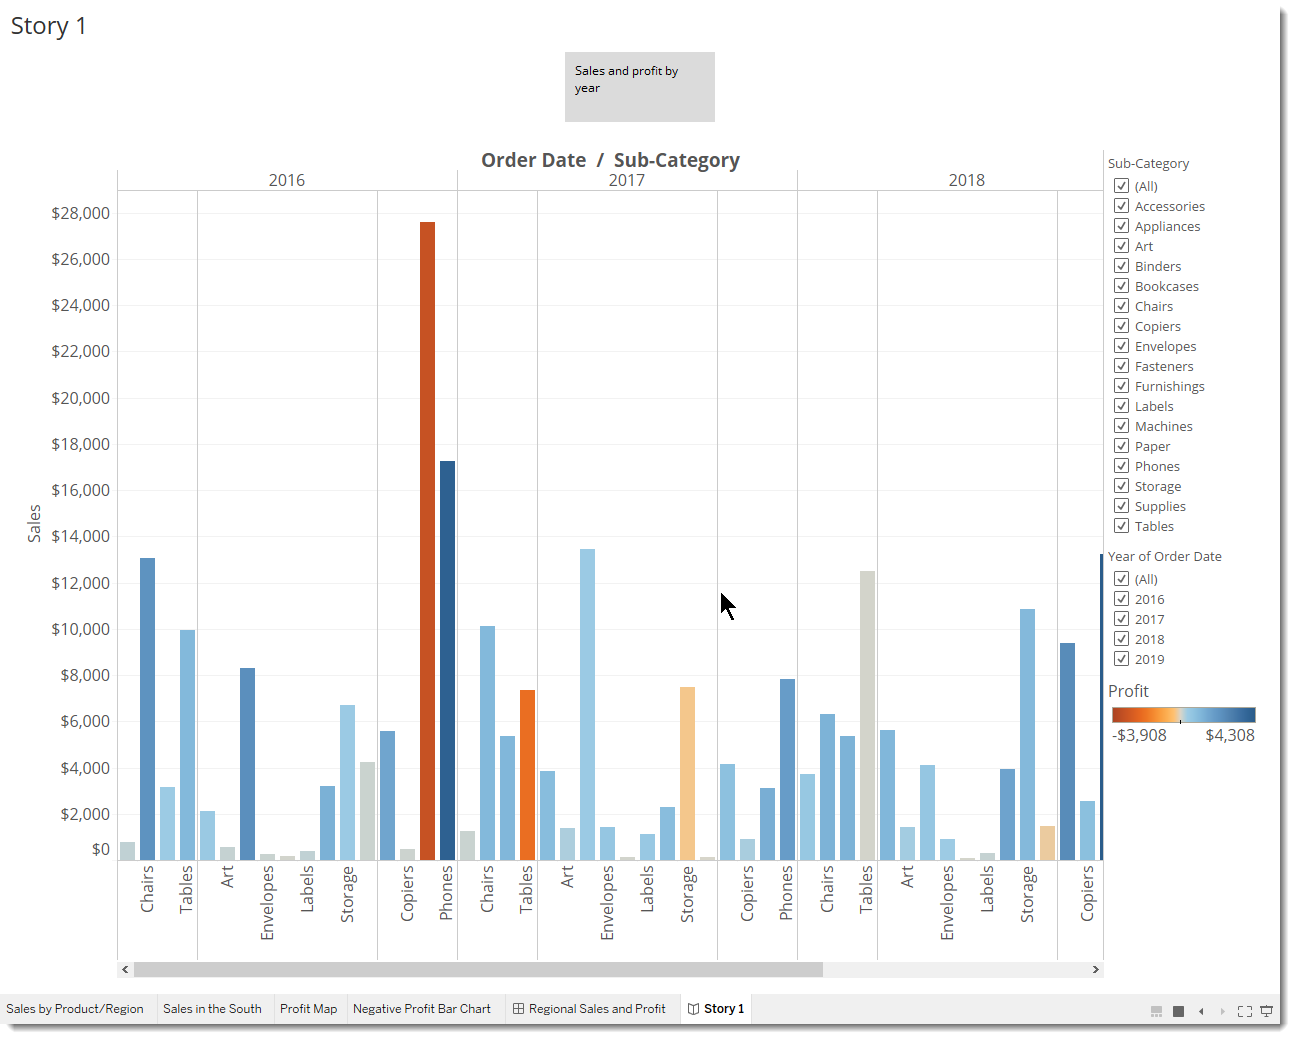 Story 1
Sales and profit by
year
Order Date / Sub-Category
2016
2017
2018
$28,000
$26,000
$24,000
$22,000
$20,000
$18,000
$16,000
$14,000
$12,000
$10,000
$8,000
$6,000
$4,000
$2,000
$0
Sales
Chairs
Tables
Art
Envelopes
Labels
Storage
Copiers
Phones
Chairs
Tables
Art
Envelopes
Labels
Storage
Copiers
Phones
Chairs
Tables
Art
Envelopes
Labels
Storage
Copiers
Sub-Category
(All)
Accessories
Appliances
Art
Binders
Bookcases
Chairs
Copiers
Envelopes
Fasteners
Furnishings
Labels
Machines
Paper
Phones
Storage
Supplies
Tables
Year of Order Date
(All)
2016
2017
2018
2019
Profit
-$3,908 $4,308
Sales by Product/Region Sales in the South Profit Map Negative Profit Bar Chart Regional Sales and Profit Story 1